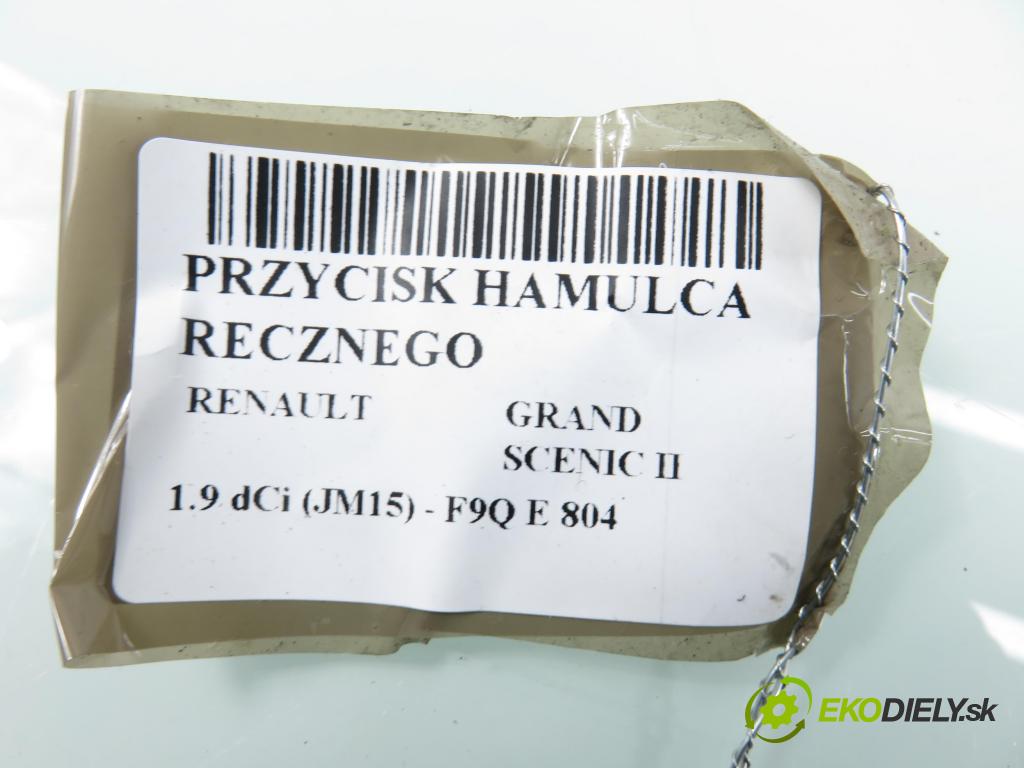 PRZYCISK HAMULCA
RECZNEGO
RENAULT GRAND
SCENIC II
1.9 dCi (JM15) - F9Q E 804
EKODIELY.sk